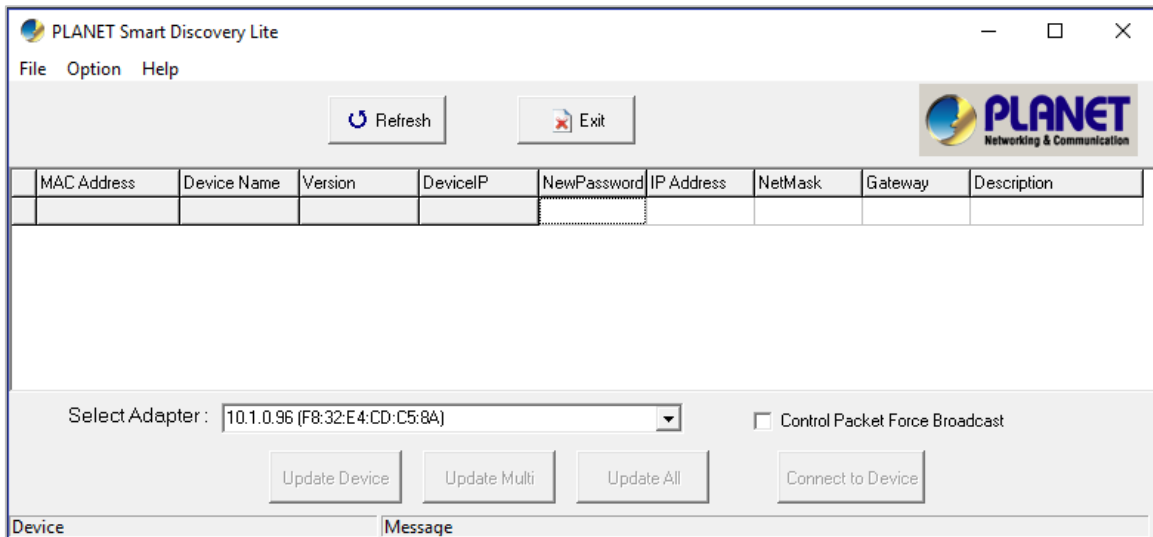 PLANET Smart Discovery Lite
File Option Help
Refresh Exit PLANET
Networking & Communication
MAC Address Device Name Version DeviceIP NewPassword IP Address NetMask Gateway Description
Select Adapter : 10.1.0.96 (F8:32:E4:CD:C5:8A) Control Packet Force Broadcast
Update Device Update Multi Update All Connect to Device
Device Message